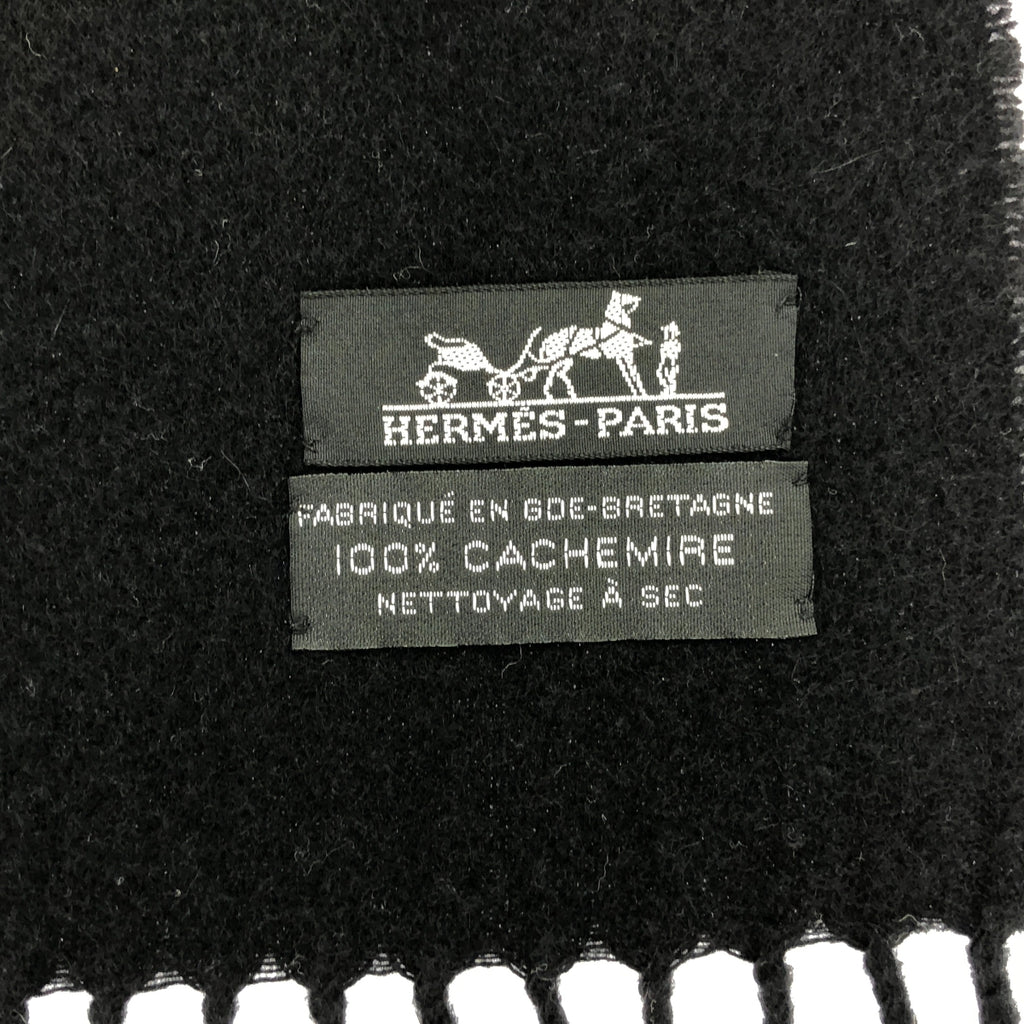 HERMÈS-PARIS
FABRIQUÉ EN GDE-BRETAGNE
100% CACHEMIRE
NETTOYAGE À SEC